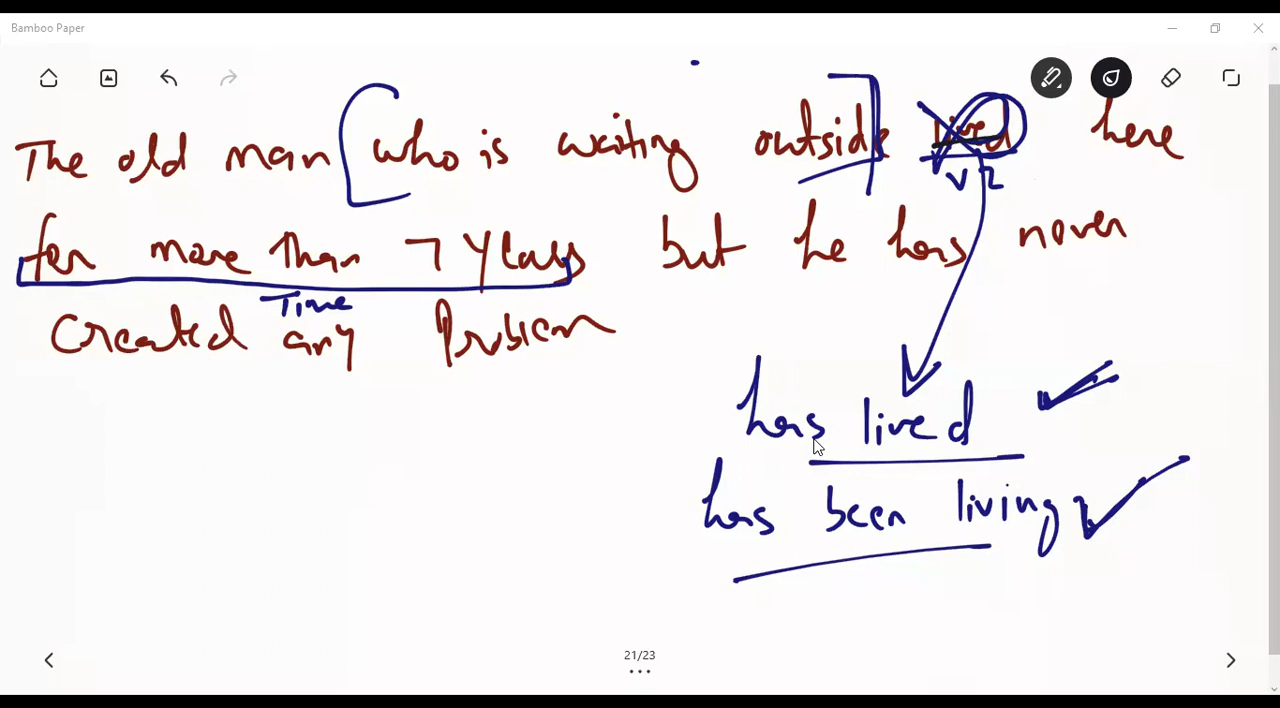 Bamboo Paper
The old man who is waiting outside lived here
V2
for more than 7 years but he has never
Time
created any problem
has lived
has been living
21/23